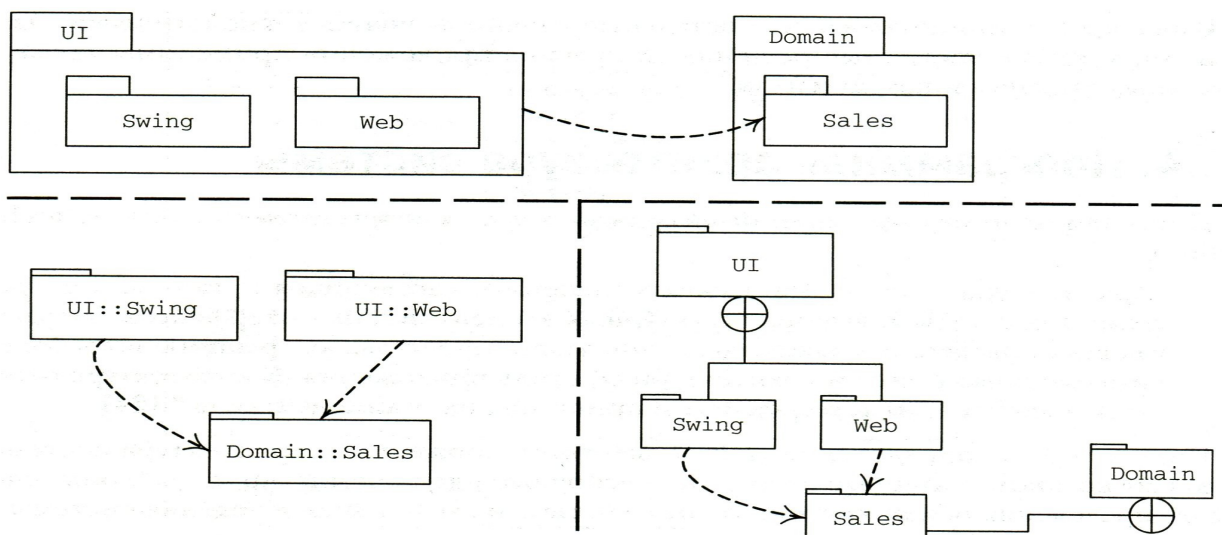 UI
Domain
Swing
Web
Sales
UI
UI::Swing
UI::Web
Swing
Web
Domain::Sales
Domain
Sales